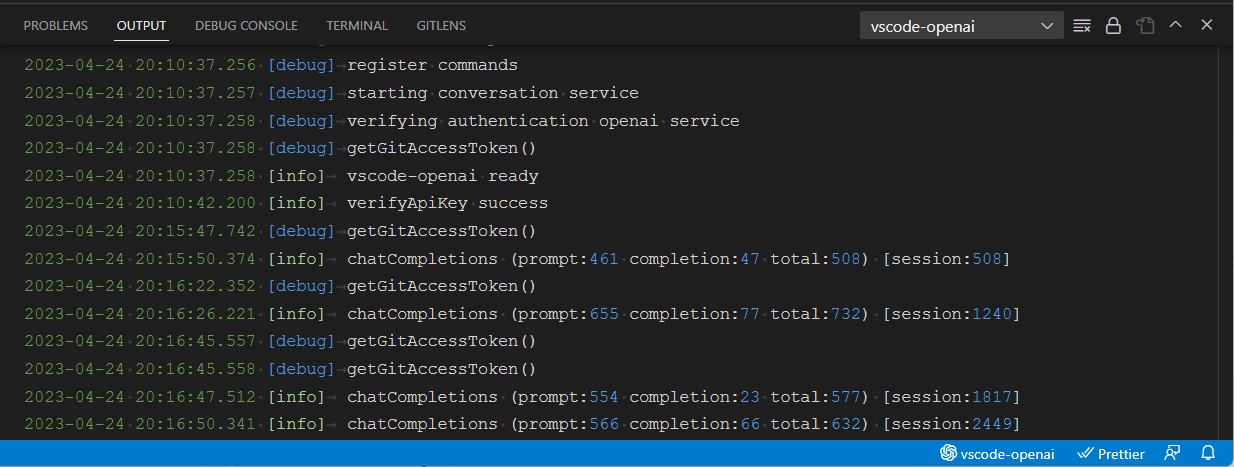 PROBLEMS OUTPUT DEBUG CONSOLE TERMINAL GITLENS vscode-openai
2023-04-24 20:10:37.256 [debug] register commands
2023-04-24 20:10:37.257 [debug] starting conversation service
2023-04-24 20:10:37.258 [debug] verifying authentication openai service
2023-04-24 20:10:37.258 [debug] getGitAccessToken()
2023-04-24 20:10:37.258 [info] vscode-openai ready
2023-04-24 20:10:42.200 [info] verifyApiKey success
2023-04-24 20:15:47.742 [debug] getGitAccessToken()
2023-04-24 20:15:50.374 [info] chatCompletions (prompt:461 completion:47 total:508) [session:508]
2023-04-24 20:16:22.352 [debug] getGitAccessToken()
2023-04-24 20:16:26.221 [info] chatCompletions (prompt:655 completion:77 total:732) [session:1240]
2023-04-24 20:16:45.557 [debug] getGitAccessToken()
2023-04-24 20:16:45.558 [debug] getGitAccessToken()
2023-04-24 20:16:47.512 [info] chatCompletions (prompt:554 completion:23 total:577) [session:1817]
2023-04-24 20:16:50.341 [info] chatCompletions (prompt:566 completion:66 total:632) [session:2449]
vscode-openai Prettier